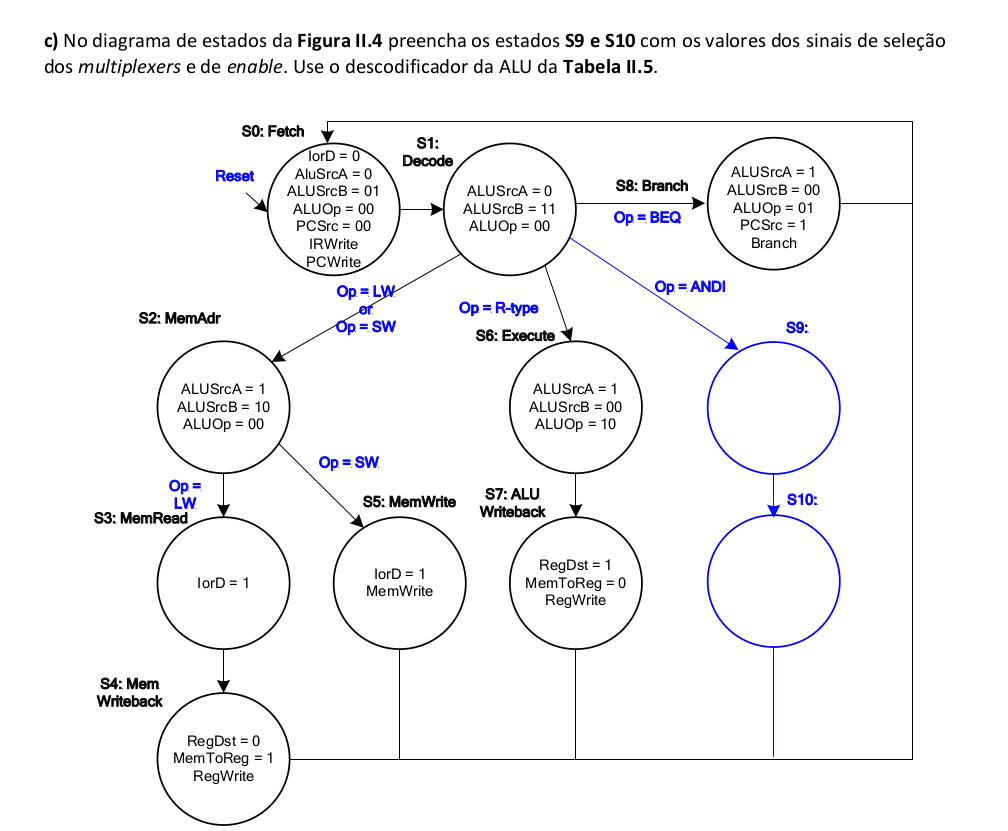 c) No diagrama de estados da Figura II.4 preencha os estados S9 e S10 com os valores dos sinais de seleção
dos multiplexers e de enable. Use o descodificador da ALU da Tabela II.5.
S0: Fetch
Reset
IorD = 0
AluSrcA = 0
ALUSrcB = 01
ALUOp = 00
PCSrc = 00
IRWrite
PCWrite
S1:
Decode
ALUSrcA = 0
ALUSrcB = 11
ALUOp = 00
S8: Branch
Op = BEQ
ALUSrcA = 1
ALUSrcB = 00
ALUOp = 01
PCSrc = 1
Branch
Op = LW
or
Op = SW
Op = R-type
Op = ANDI
S2: MemAdr
ALUSrcA = 1
ALUSrcB = 10
ALUOp = 00
S6: Execute
ALUSrcA = 1
ALUSrcB = 00
ALUOp = 10
S9:
Op = SW
Op =
LW
S3: MemRead
IorD = 1
S5: MemWrite
IorD = 1
MemWrite
S7: ALU
Writeback
RegDst = 1
MemToReg = 0
RegWrite
S10:
S4: Mem
Writeback
RegDst = 0
MemToReg = 1
RegWrite